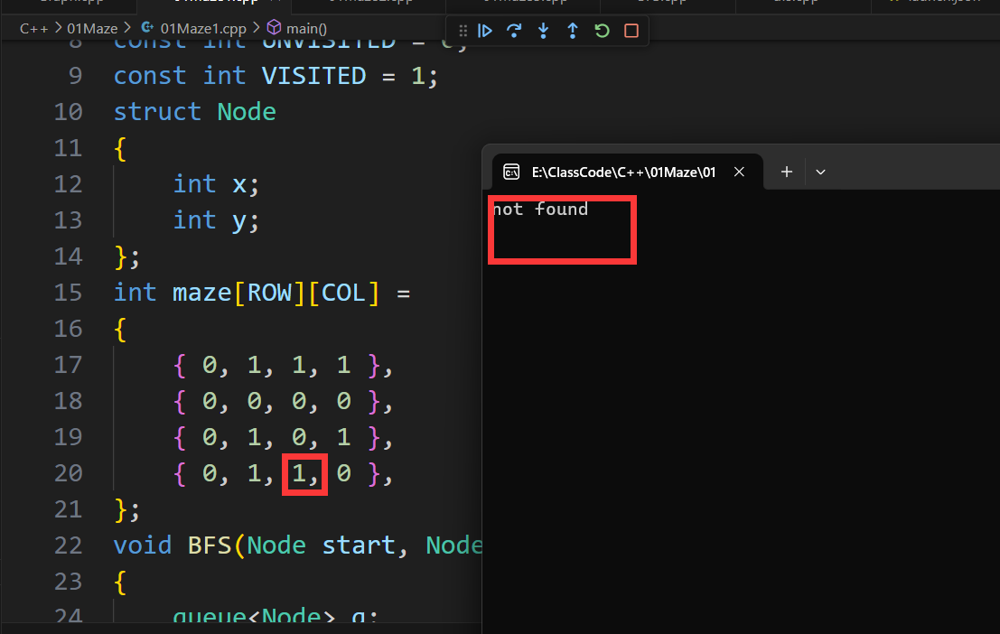 C++ > 01Maze > 01Maze1.cpp > main()
8 const int UNVISITED = 0;
9 const int VISITED = 1;
10 struct Node
11 {
12 int x;
13 int y;
14 };
15 int maze[ROW][COL] =
16 {
17 { 0, 1, 1, 1 },
18 { 0, 0, 0, 0 },
19 { 0, 1, 0, 1 },
20 { 0, 1, 1, 0 },
21 };
22 void BFS(Node start, Node
23 {
24 queue<Node> q;
E:\ClassCode\C++\01Maze\01
not found